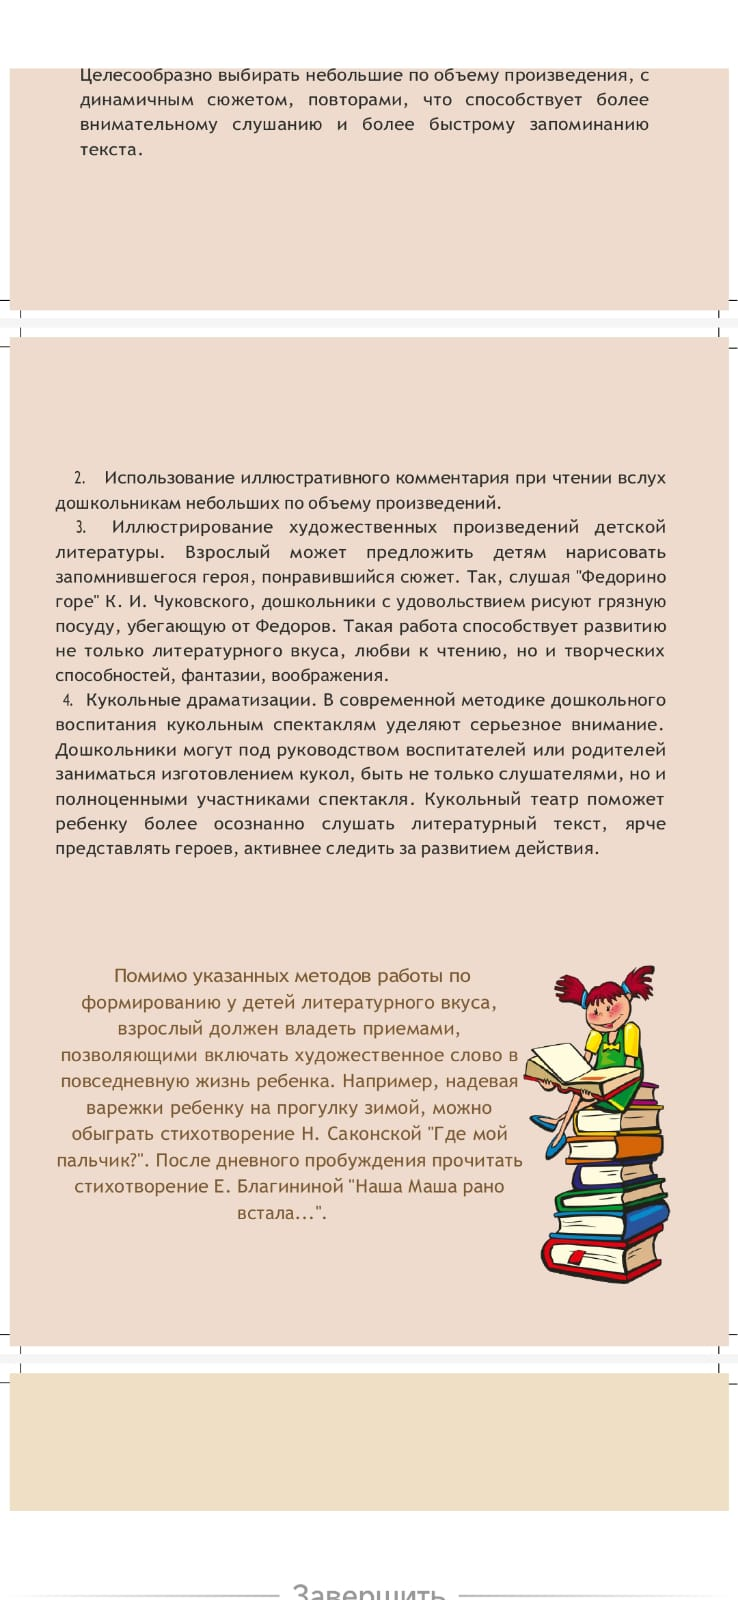 Целесообразно выбирать небольшие по объему произведения, с
динамичным сюжетом, повторами, что способствует более
внимательному слушанию и более быстрому запоминанию
текста.
2. Использование иллюстративного комментария при чтении вслух
дошкольникам небольших по объему произведений.
3. Иллюстрирование художественных произведений детской
литературы. Взрослый может предложить детям нарисовать
запомнившегося героя, понравившийся сюжет. Так, слушая "Федорино
горе" К. И. Чуковского, дошкольники с удовольствием рисуют грязную
посуду, убегающую от Федоров. Такая работа способствует развитию
не только литературного вкуса, любви к чтению, но и творческих
способностей, фантазии, воображения.
4. Кукольные драматизации. В современной методике дошкольного
воспитания кукольным спектаклям уделяют серьезное внимание.
Дошкольники могут под руководством воспитателей или родителей
заниматься изготовлением кукол, быть не только слушателями, но и
полноценными участниками спектакля. Кукольный театр поможет
ребенку более осознанно слушать литературный текст, ярче
представлять героев, активнее следить за развитием действия.
Помимо указанных методов работы по
формированию у детей литературного вкуса,
взрослый должен владеть приемами,
позволяющими включать художественное слово в
повседневную жизнь ребенка. Например, надевая
варежки ребенку на прогулку зимой, можно
обыграть стихотворение Н. Саконской "Где мой
пальчик?". После дневного пробуждения прочитать
стихотворение Е. Благининой "Наша Маша рано
встала...".
Завершить